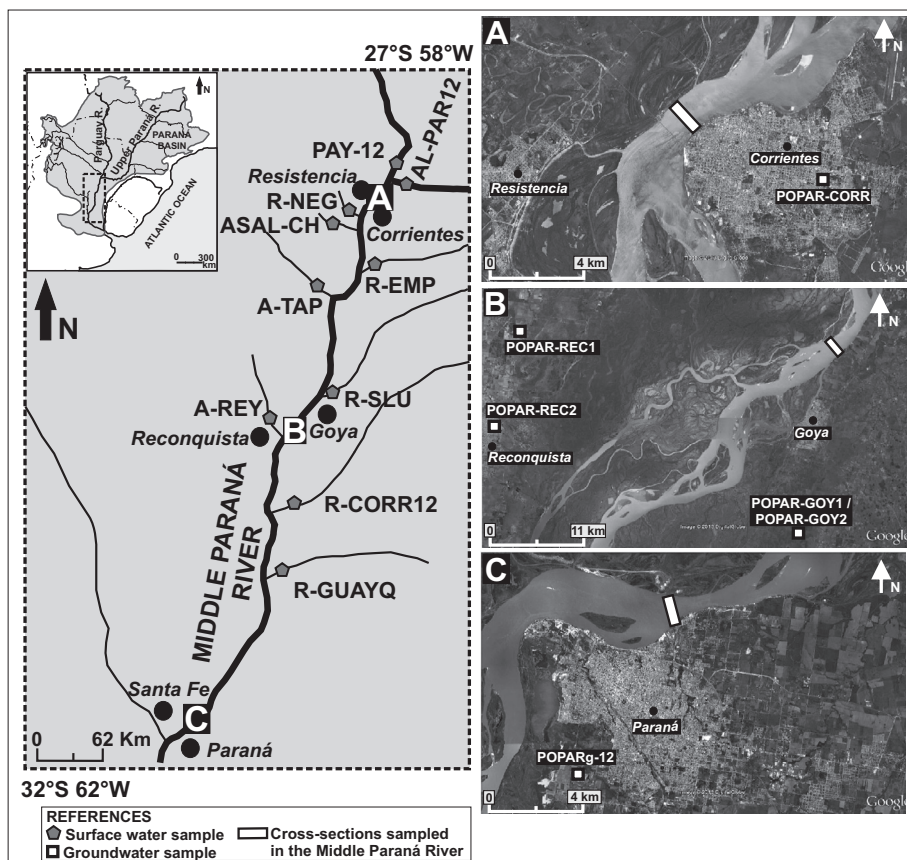 27°S 58°W
N
Paraguay R.
Upper Paraná R.
PARANÁ
BASIN
ATLANTIC OCEAN
0 300
km
AL-PAR12
PAY-12
Resistencia
R-NEG
A
ASAL-CH
Corrientes
R-EMP
A-TAP
N
R-SLU
A-REY
B
Goya
Reconquista
R-CORR12
MIDDLE PARANÁ
RIVER
R-GUAYQ
Santa Fe
C
0 62 Km
Paraná
32°S 62°W
REFERENCES
Surface water sample
Groundwater sample
Cross-sections sampled
in the Middle Paraná River
A
N
Corrientes
Resistencia
POPAR-CORR
0 4 km
Google
B
N
POPAR-REC1
POPAR-REC2
Goya
Reconquista
POPAR-GOY1 /
POPAR-GOY2
0 11 km
Google
C
N
Paraná
POPARg-12
0 4 km
Google